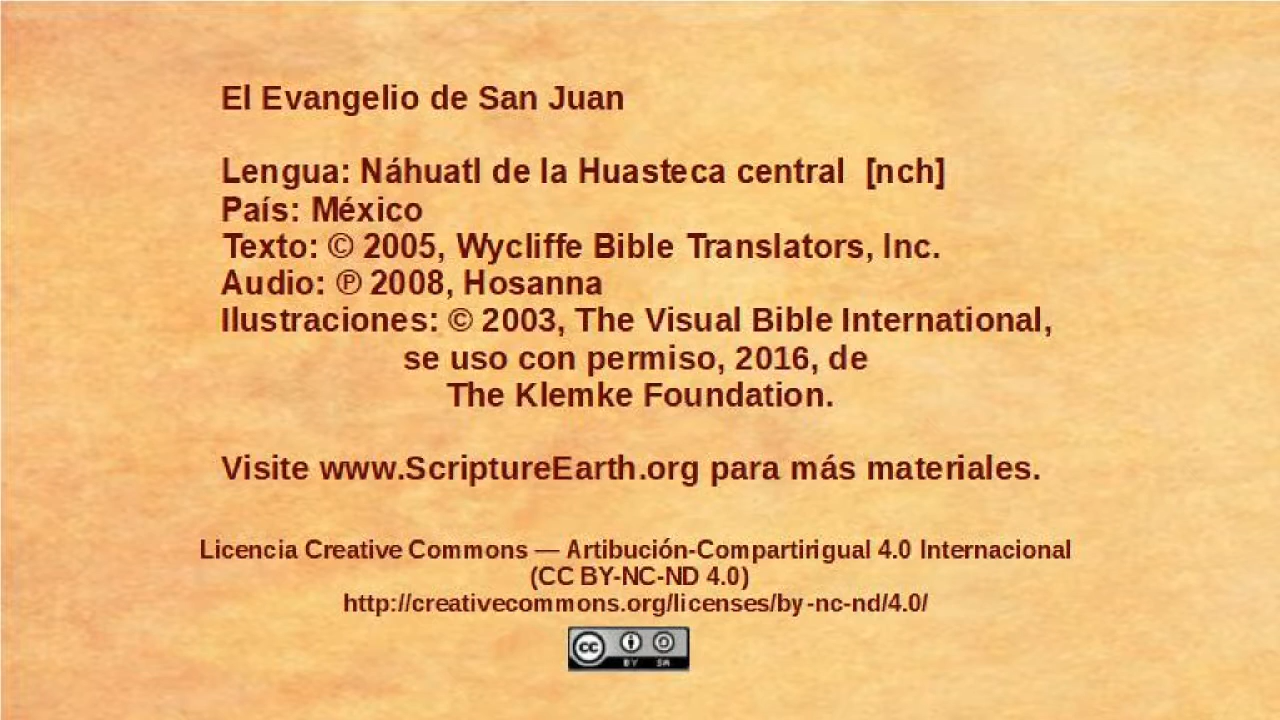 El Evangelio de San Juan
Lengua: Náhuatl de la Huasteca central [nch]
País: México
Texto: © 2005, Wycliffe Bible Translators, Inc.
Audio: ℗ 2008, Hosanna
Ilustraciones: © 2003, The Visual Bible International,
se uso con permiso, 2016, de
The Klemke Foundation.
Visite www.ScriptureEarth.org para más materiales.
Licencia Creative Commons — Artibución-Compartirigual 4.0 Internacional
(CC BY-NC-ND 4.0)
http://creativecommons.org/licenses/by-nc-nd/4.0/
cc BY SA